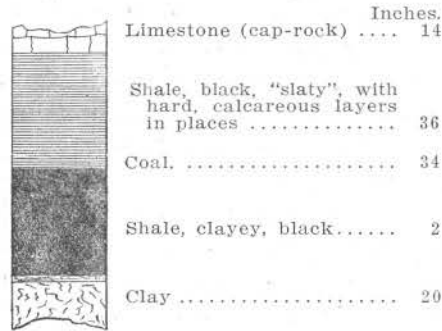 Inches.
Limestone (cap-rock) .... 14
Shale, black, "slaty", with
hard, calcareous layers
in places .............. 36
Coal. .................. 34
Shale, clayey, black...... 2
Clay .................... 20